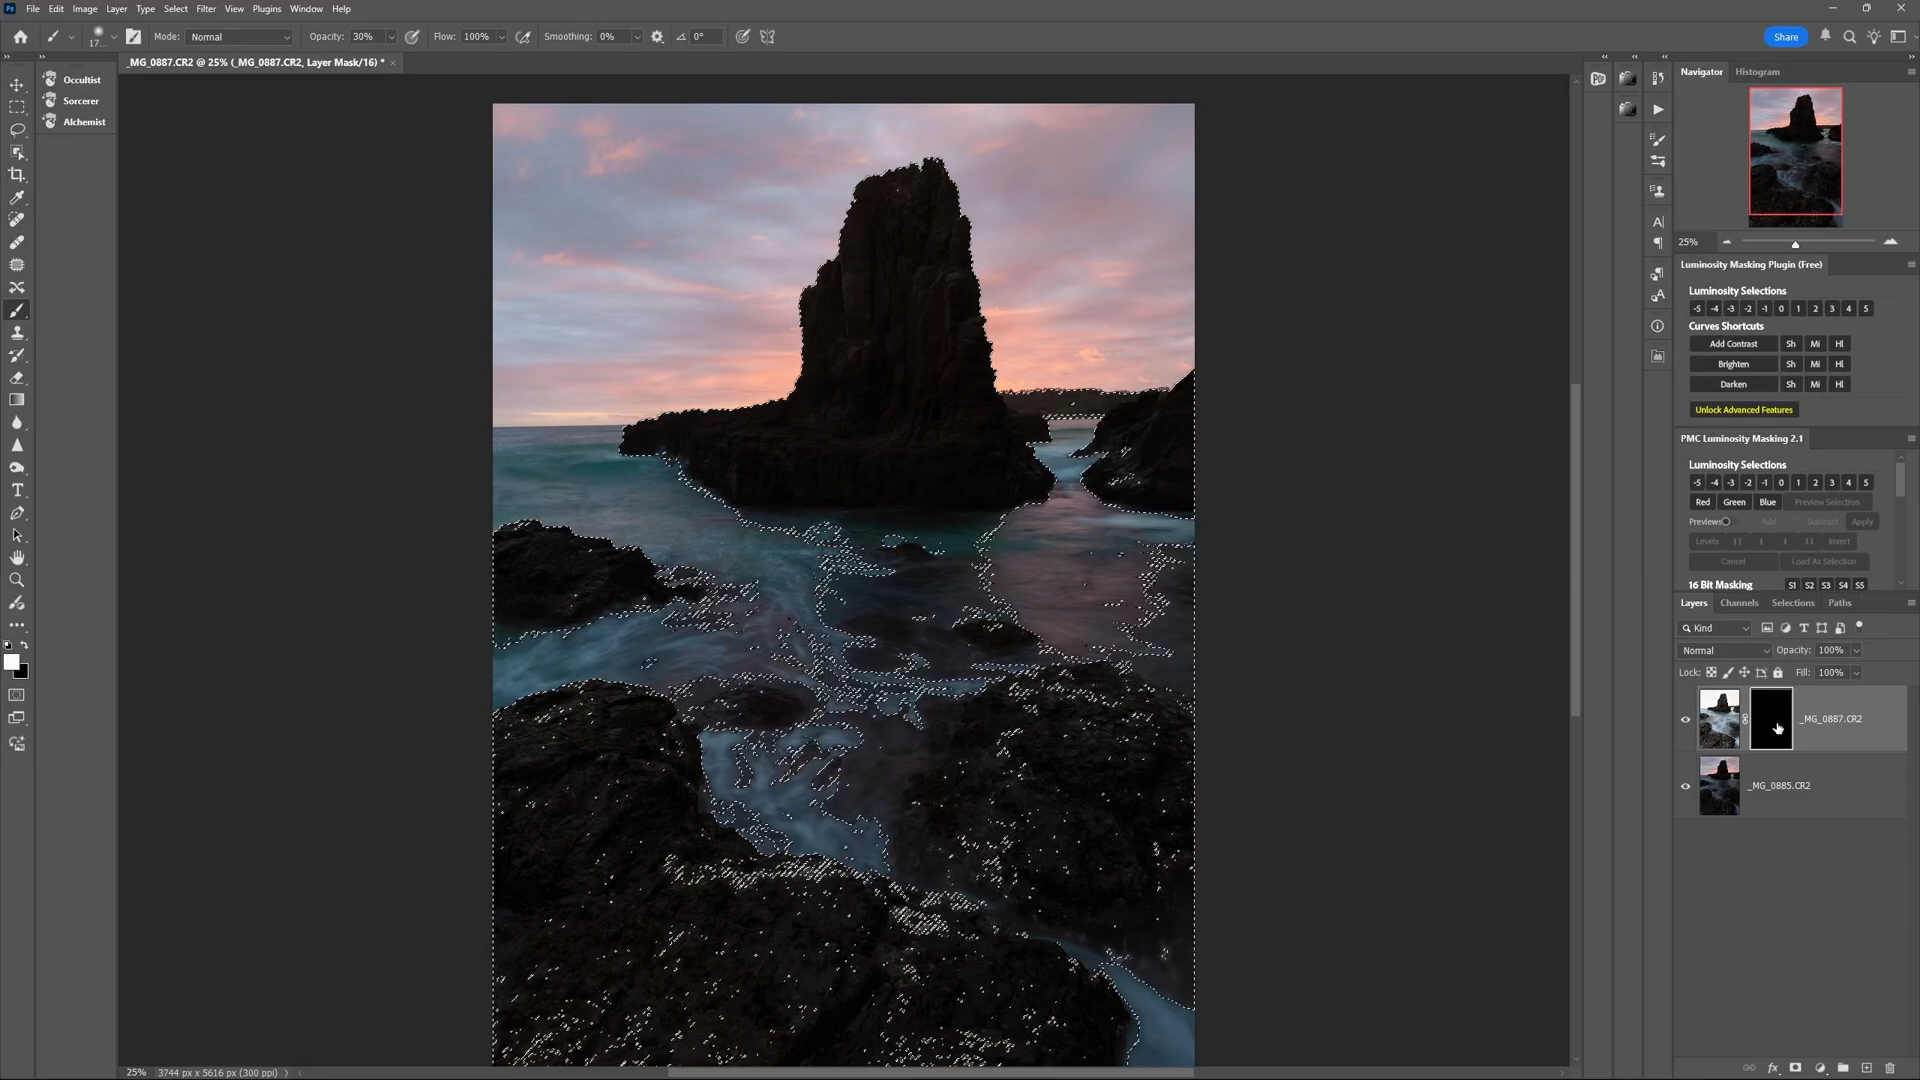 Ps File Edit Image Layer Type Select Filter View Plugins Window Help
17... Mode: Normal Opacity: 30% Flow: 100% Smoothing: 0% 0° Share
_MG_0887.CR2 @ 25% (_MG_0887.CR2, Layer Mask/16) * ×
Occultist
Sorcerer
Alchemist
Navigator Histogram
25%
Luminosity Masking Plugin (Free)
Luminosity Selections
-5 -4 -3 -2 -1 0 1 2 3 4 5
Curves Shortcuts
Add Contrast Sh Mi Hl
Brighten Sh Mi Hl
Darken Sh Mi Hl
Unlock Advanced Features
PMC Luminosity Masking 2.1
Luminosity Selections
-5 -4 -3 -2 -1 0 1 2 3 4 5
Red Green Blue Preview Selection
Previews Add Subtract Apply
Levels Invert
Cancel Load As Selection
16 Bit Masking S1 S2 S3 S4 S5
Layers Channels Selections Paths
Kind
Normal Opacity: 100%
Lock: Fill: 100%
_MG_0887.CR2
_MG_0885.CR2
fx
25% 3744 px x 5616 px (300 ppi)